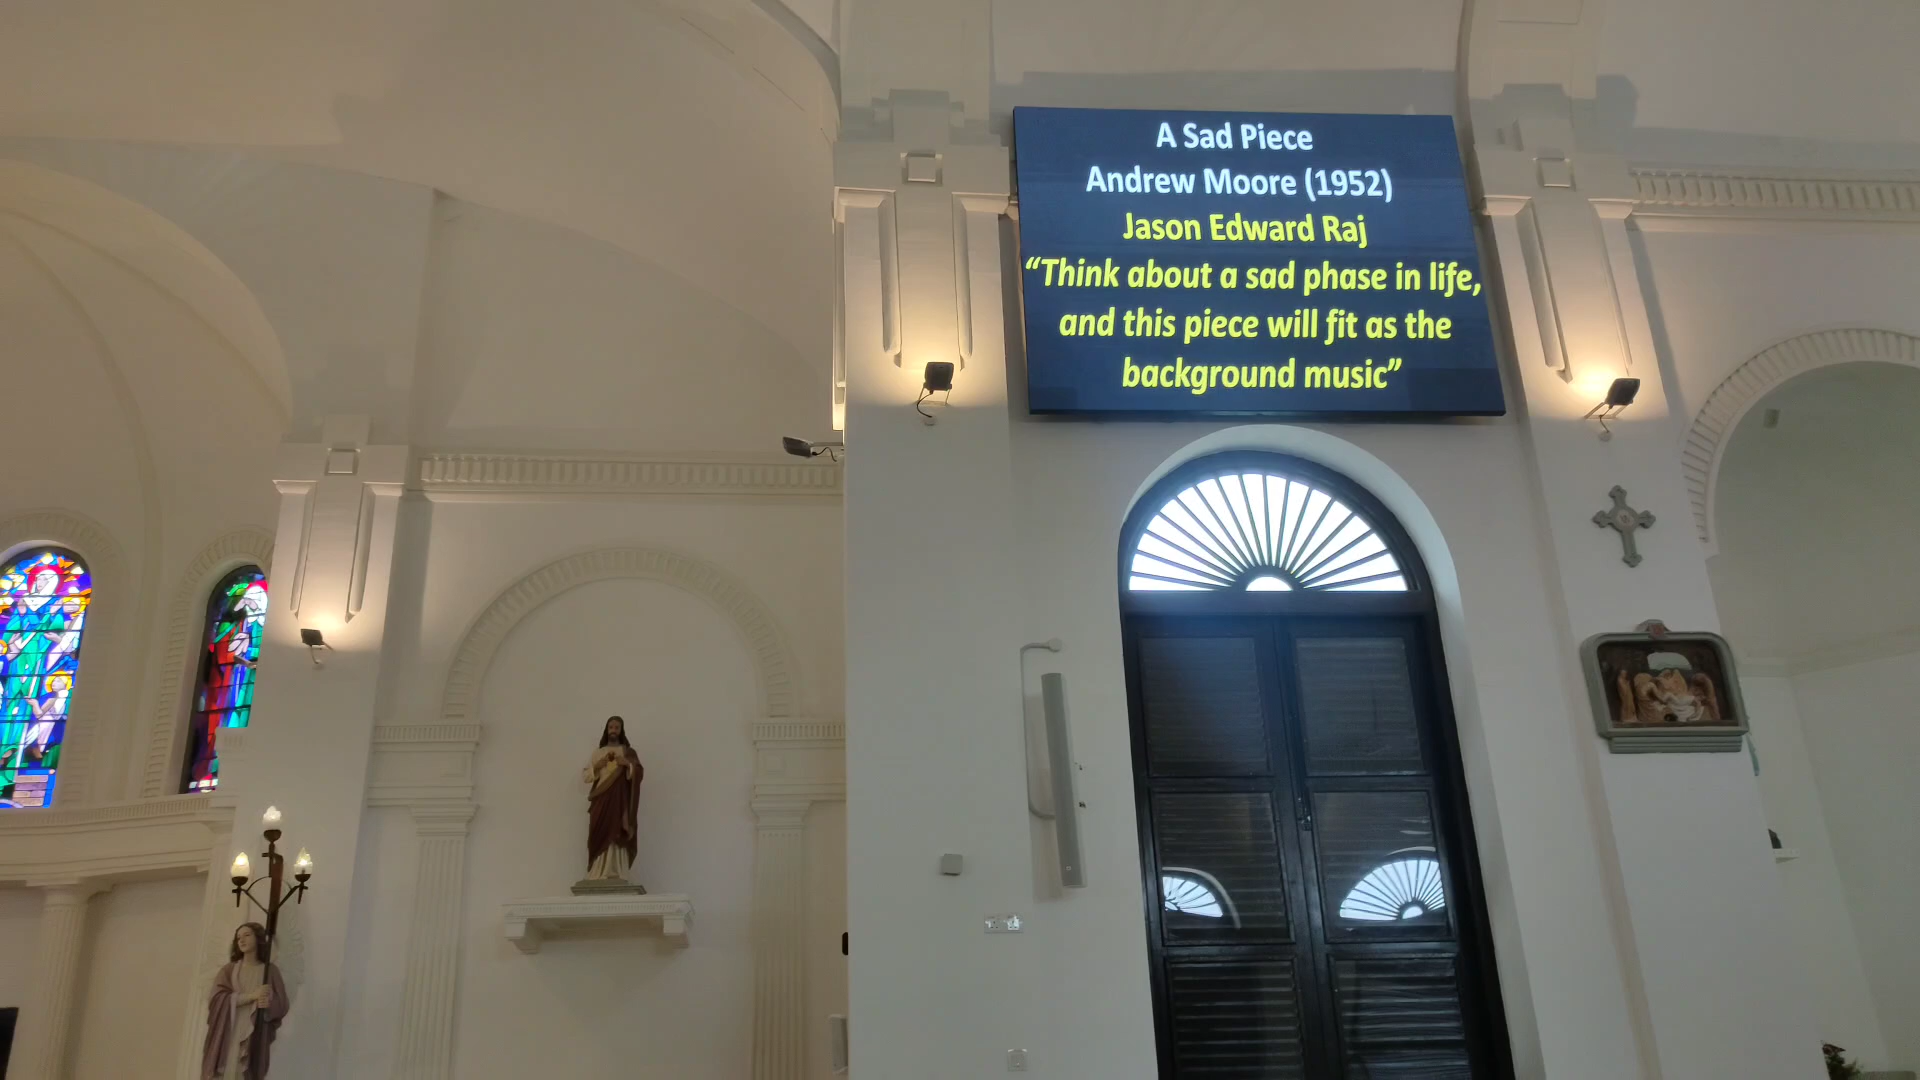 A Sad Piece
Andrew Moore (1952)
Jason Edward Raj
“Think about a sad phase in life,
and this piece will fit as the
background music”